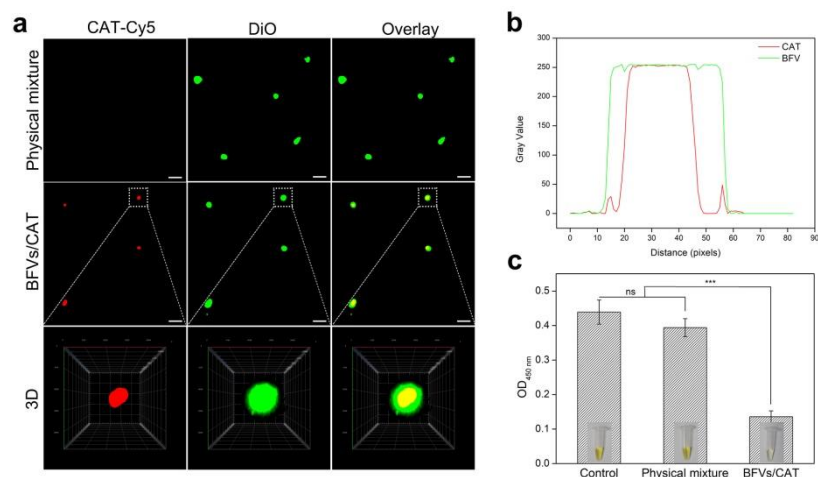 a
CAT-Cy5
DiO
Overlay
Physical mixture
BFVs/CAT
3D
b
300
250
200
150
100
50
0
Gray Value
CAT
BFV
0 10 20 30 40 50 60 70 80 90
Distance (pixels)
c
0.5
0.4
0.3
0.2
0.1
0.0
OD450 nm
ns
***
Control
Physical mixture
BFVs/CAT